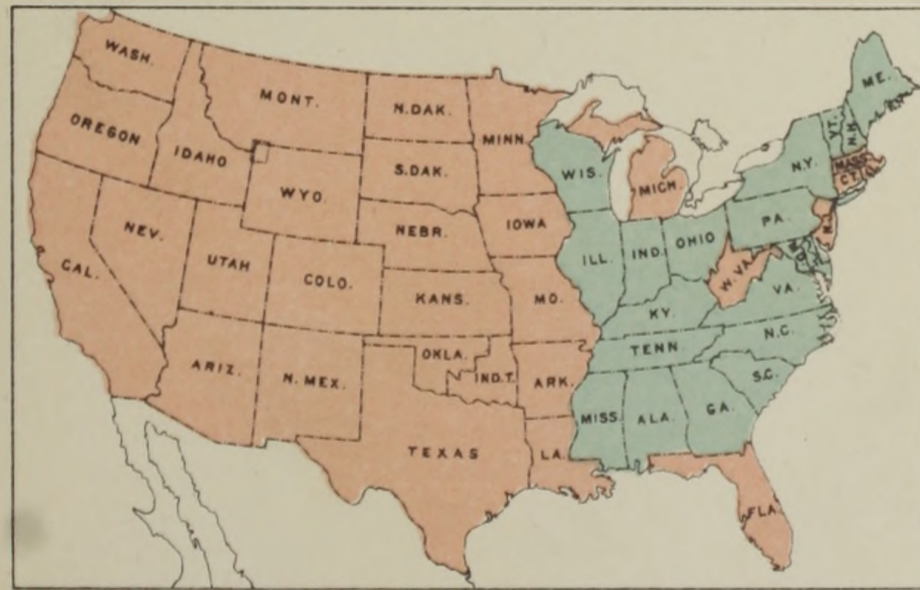 WASH.
OREGON
IDAHO
MONT.
N.DAK.
S.DAK.
MINN.
WYO.
NEBR.
IOWA
NEV.
CAL.
UTAH
COLO.
KANS.
MO.
ARIZ.
N.MEX.
OKLA.
IND.T.
ARK.
TEXAS
LA.
WIS.
MICH.
ILL.
IND.
OHIO
KY.
TENN.
MISS.
ALA.
GA.
FLA.
S.C.
N.C.
VA.
W.VA.
PA.
N.Y.
N.J.
VT.
N.H.
ME.
MASS.
CT.